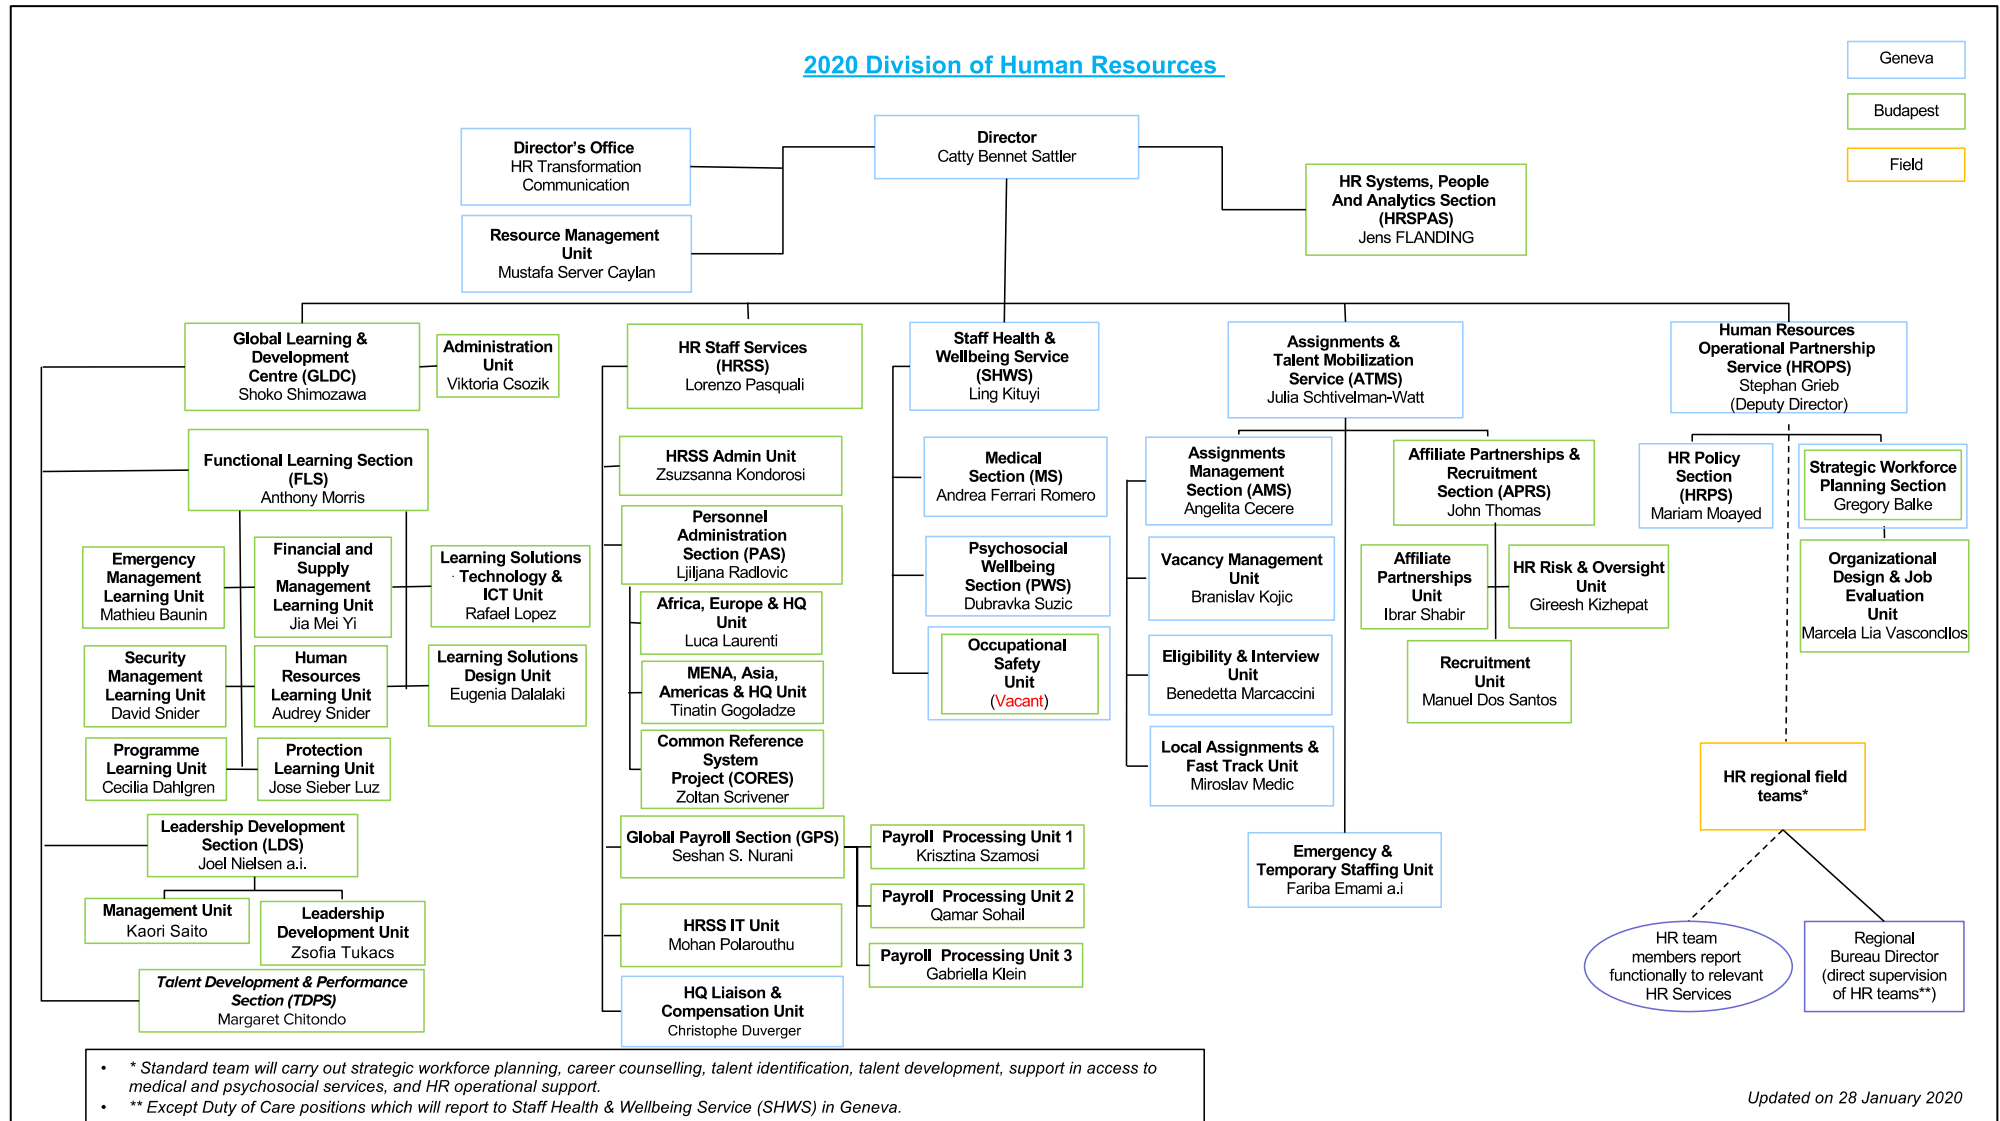 2020 Division of Human Resources
Geneva
Budapest
Field
Director
Catty Bennet Sattler
Director's Office
HR Transformation
Communication
Resource Management
Unit
Mustafa Server Caylan
HR Systems, People
And Analytics Section
(HRSPAS)
Jens FLANDING
Global Learning &
Development
Centre (GLDC)
Shoko Shimozawa
Administration
Unit
Viktoria Csozik
Functional Learning Section
(FLS)
Anthony Morris
Emergency
Management
Learning Unit
Mathieu Baunin
Financial and
Supply
Management
Learning Unit
Jia Mei Yi
Learning Solutions
Technology &
ICT Unit
Rafael Lopez
Security
Management
Learning Unit
David Snider
Human
Resources
Learning Unit
Audrey Snider
Learning Solutions
Design Unit
Eugenia Dalalaki
Programme
Learning Unit
Cecilia Dahlgren
Protection
Learning Unit
Jose Sieber Luz
Leadership Development
Section (LDS)
Joel Nielsen a.i.
Management Unit
Kaori Saito
Leadership
Development Unit
Zsofia Tukacs
Talent Development & Performance
Section (TDPS)
Margaret Chitondo
HR Staff Services
(HRSS)
Lorenzo Pasquali
HRSS Admin Unit
Zsuzsanna Kondorosi
Personnel
Administration
Section (PAS)
Ljiljana Radlovic
Africa, Europe & HQ
Unit
Luca Laurenti
MENA, Asia,
Americas & HQ Unit
Tinatin Gogoladze
Common Reference
System
Project (CORES)
Zoltan Scrivener
Global Payroll Section (GPS)
Seshan S. Nurani
Payroll Processing Unit 1
Krisztina Szamosi
Payroll Processing Unit 2
Qamar Sohail
Payroll Processing Unit 3
Gabriella Klein
HRSS IT Unit
Mohan Polarouthu
HQ Liaison &
Compensation Unit
Christophe Duverger
Staff Health &
Wellbeing Service
(SHWS)
Ling Kituyi
Medical
Section (MS)
Andrea Ferrari Romero
Psychosocial
Wellbeing
Section (PWS)
Dubravka Suzic
Occupational
Safety
Unit
(Vacant)
Assignments &
Talent Mobilization
Service (ATMS)
Julia Schtivelman-Watt
Assignments
Management
Section (AMS)
Angelita Cecere
Vacancy Management
Unit
Branislav Kojic
Eligibility & Interview
Unit
Benedetta Marcaccini
Local Assignments &
Fast Track Unit
Miroslav Medic
Affiliate Partnerships &
Recruitment
Section (APRS)
John Thomas
Affiliate
Partnerships
Unit
Ibrar Shabir
HR Risk & Oversight
Unit
Gireesh Kizhepat
Recruitment
Unit
Manuel Dos Santos
Emergency &
Temporary Staffing Unit
Fariba Emami a.i
Human Resources
Operational Partnership
Service (HROPS)
Stephan Grieb
(Deputy Director)
HR Policy
Section
(HRPS)
Mariam Moayed
Strategic Workforce
Planning Section
Gregory Balke
Organizational
Design & Job
Evaluation
Unit
Marcela Lia Vasconcllos
HR regional field
teams*
HR team
members report
functionally to relevant
HR Services
Regional
Bureau Director
(direct supervision
of HR teams**)
• * Standard team will carry out strategic workforce planning, career counselling, talent identification, talent development, support in access to
medical and psychosocial services, and HR operational support.
• ** Except Duty of Care positions which will report to Staff Health & Wellbeing Service (SHWS) in Geneva.
Updated on 28 January 2020